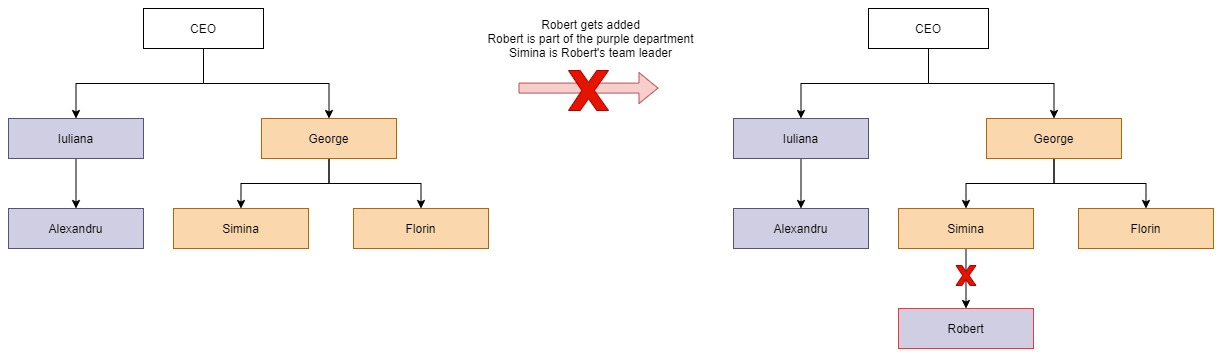 CEO
Iuliana
George
Alexandru
Simina
Florin
Robert gets added
Robert is part of the purple department
Simina is Robert's team leader
CEO
Iuliana
George
Alexandru
Simina
Florin
Robert